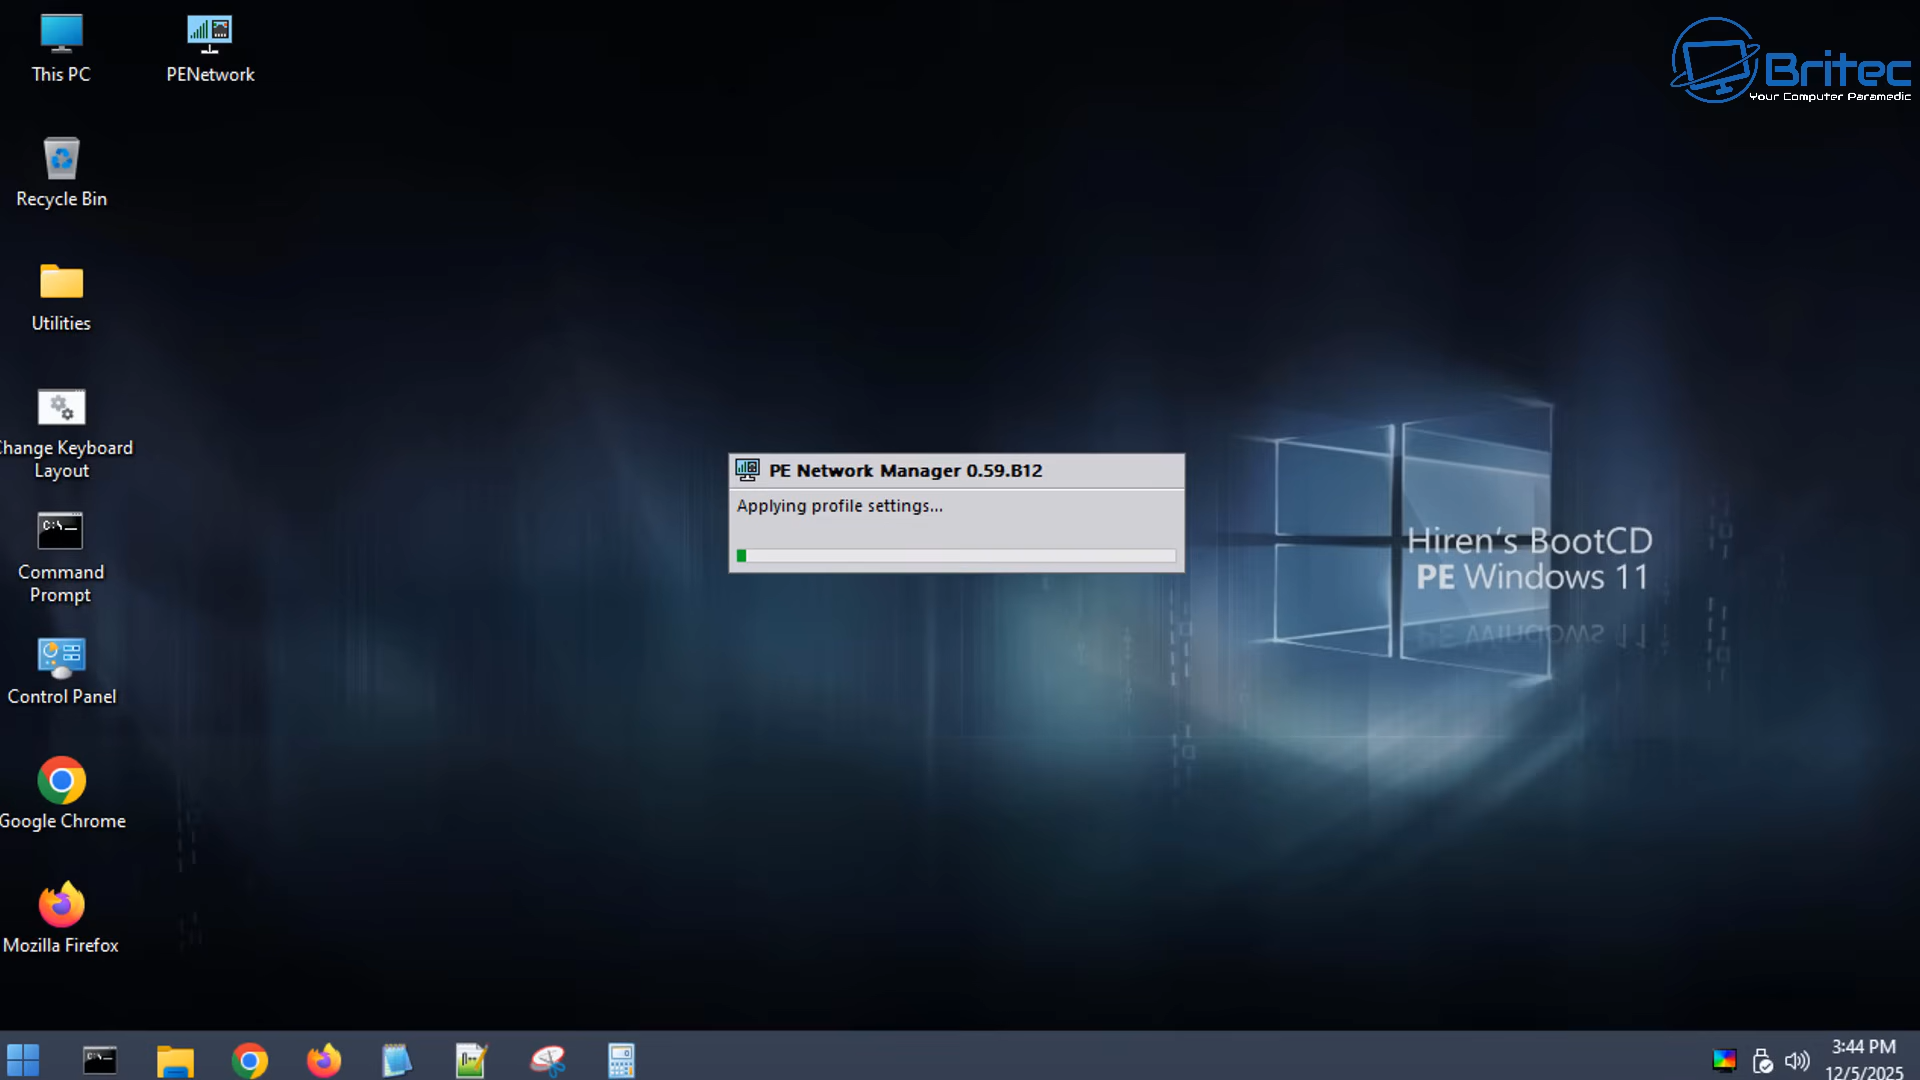 This PC
PENetwork
Britec
Your Computer Paramedic
Recycle Bin
Utilities
Change Keyboard
Layout
C:\
Command
Prompt
Control Panel
Google Chrome
Mozilla Firefox
PE Network Manager 0.59.B12
Applying profile settings...
Hiren's BootCD
PE Windows 11
3:44 PM
12/5/2025